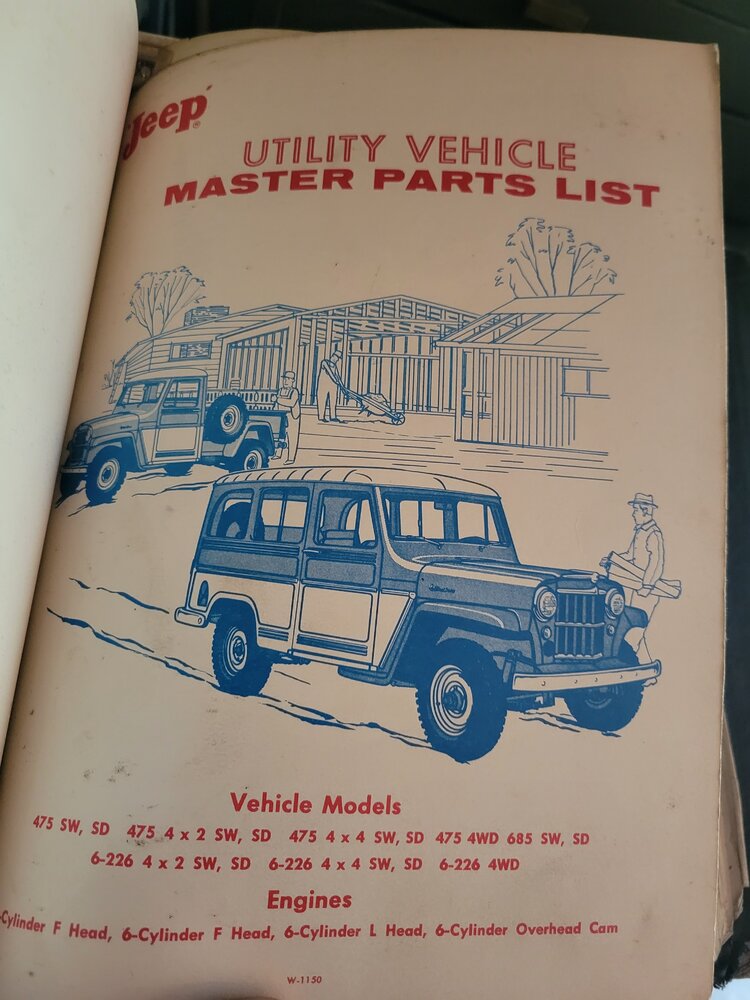 Jeep®
UTILITY VEHICLE
MASTER PARTS LIST
Vehicle Models
475 SW, SD 475 4 x 2 SW, SD 475 4 x 4 SW, SD 475 4WD 685 SW, SD
6-226 4 x 2 SW, SD 6-226 4 x 4 SW, SD 6-226 4WD
Engines
-Cylinder F Head, 6-Cylinder F Head, 6-Cylinder L Head, 6-Cylinder Overhead Cam
W-1150